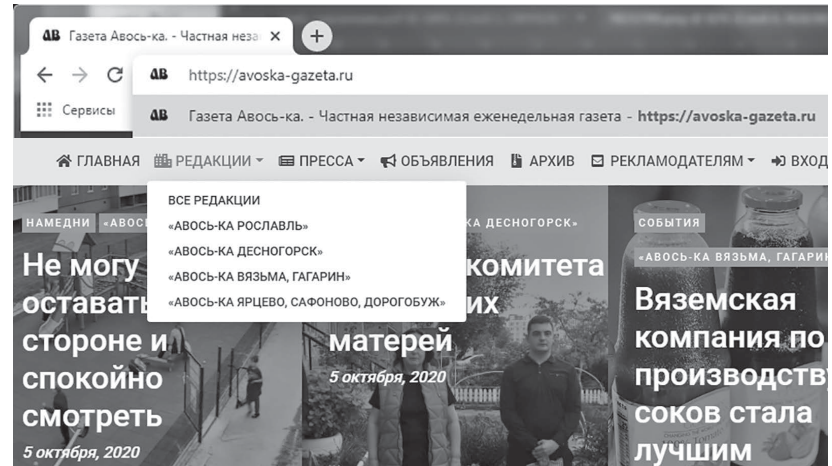 АВ Газета Авось-ка. - Частная неза
https://avoska-gazeta.ru
Сервисы
АВ Газета Авось-ка. - Частная независимая еженедельная газета - https://avoska-gazeta.ru
ГЛАВНАЯ РЕДАКЦИИ ПРЕССА ОБЪЯВЛЕНИЯ АРХИВ РЕКЛАМОДАТЕЛЯМ ВХОД
ВСЕ РЕДАКЦИИ
«АВОСЬ-КА РОСЛАВЛЬ»
«АВОСЬ-КА ДЕСНОГОРСК»
«АВОСЬ-КА ВЯЗЬМА, ГАГАРИН»
«АВОСЬ-КА ЯРЦЕВО, САФОНОВО, ДОРОГОБУЖ»
НАМЕДНИ «АВОС
Не могу
оставать
стороне и
спокойно
смотреть
5 октября, 2020
КА ДЕСНОГОРСК»
комитета
их
матерей
5 октября, 2020
СОБЫТИЯ
«АВОСЬ-КА ВЯЗЬМА, ГАГАРИН
Вяземская
компания по
производств
соков стала
лучшим